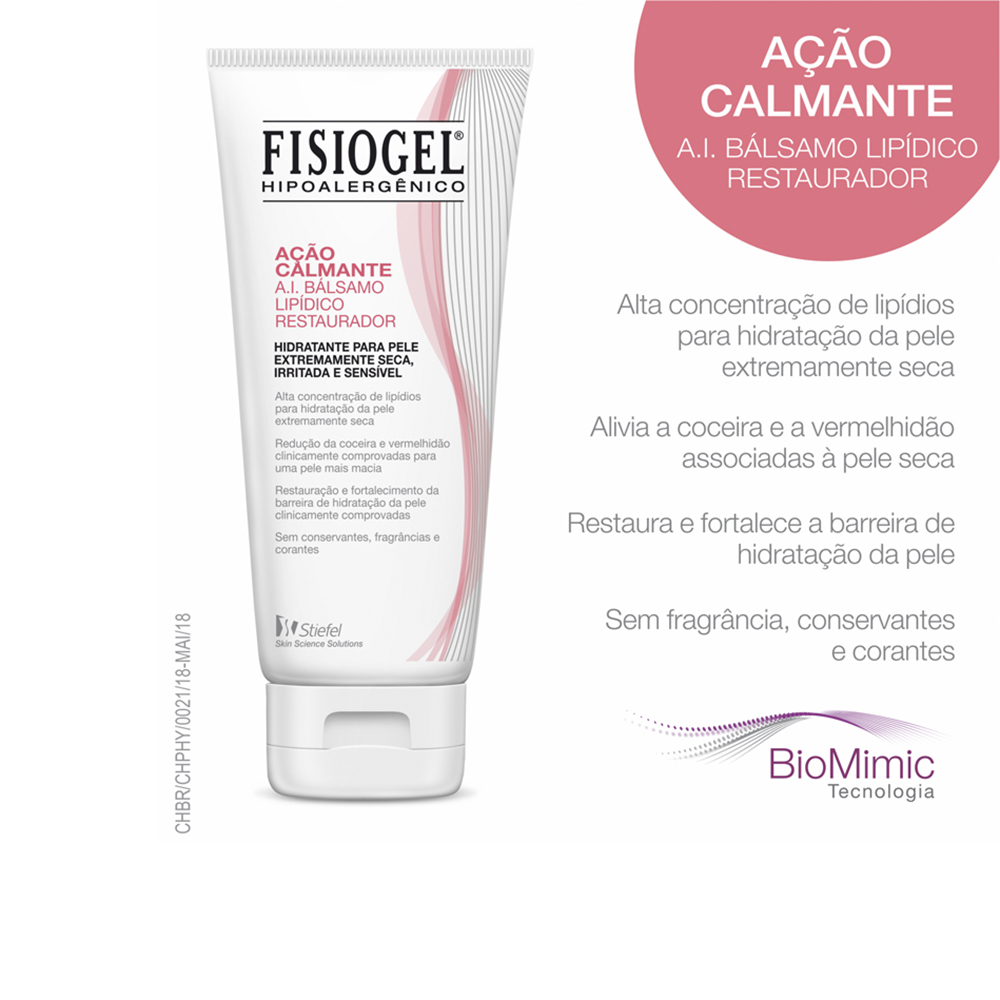 FISIOGEL®
HIPOALERGÊNICO
AÇÃO
CALMANTE
A.I. BÁLSAMO
LIPÍDICO
RESTAURADOR
HIDRATANTE PARA PELE
EXTREMAMENTE SECA,
IRRITADA E SENSÍVEL
Alta concentração de lipídios
para hidratação da pele
extremamente seca
Redução da coceira e vermelhidão
clinicamente comprovadas para
uma pele mais macia
Restauração e fortalecimento da
barreira de hidratação da pele
clinicamente comprovadas
Sem conservantes, fragrâncias e
corantes
Stiefel
Skin Science Solutions
CHBR/CHPHY/0021/18-MAI/18
AÇÃO
CALMANTE
A.I. BÁLSAMO LIPÍDICO
RESTAURADOR
Alta concentração de lipídios
para hidratação da pele
extremamente seca
Alivia a coceira e a vermelhidão
associadas à pele seca
Restaura e fortalece a barreira de
hidratação da pele
Sem fragrância, conservantes
e corantes
BioMimic
Tecnologia